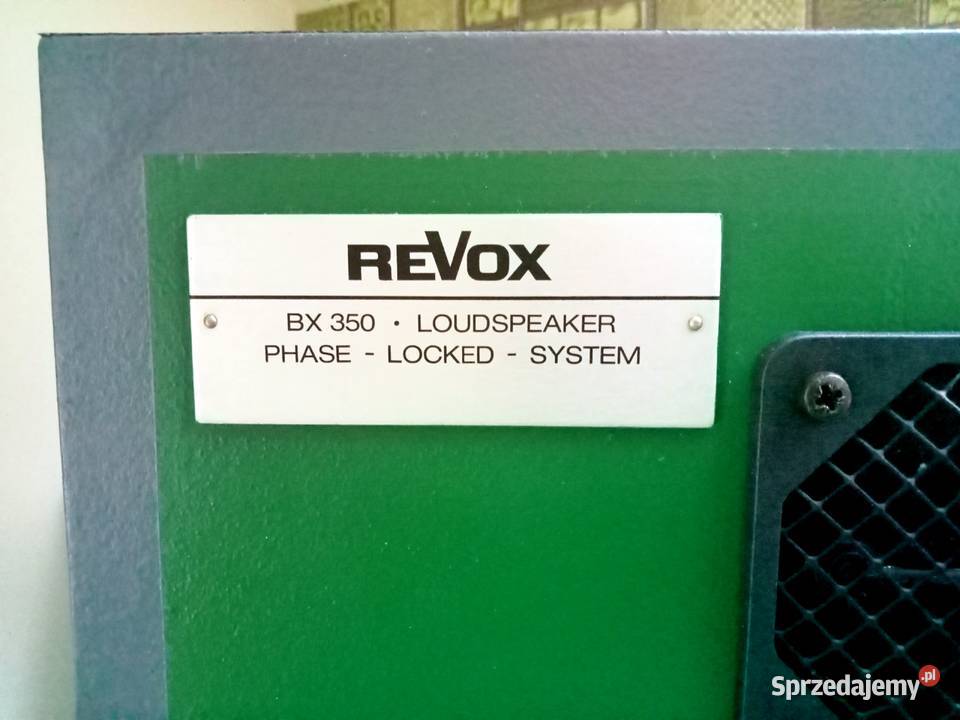 REVOX
BX 350 · LOUDSPEAKER
PHASE - LOCKED - SYSTEM
Sprzedajemy.pl